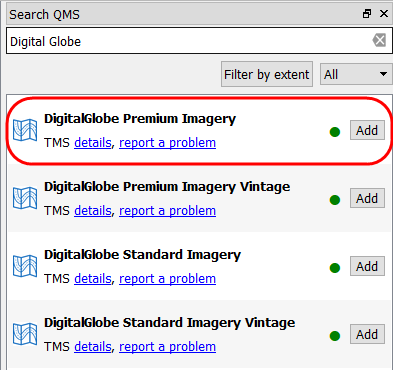 Search QMS
Digital Globe
Filter by extent All
DigitalGlobe Premium Imagery
TMS details, report a problem Add
DigitalGlobe Premium Imagery Vintage
TMS details, report a problem Add
DigitalGlobe Standard Imagery
TMS details, report a problem Add
DigitalGlobe Standard Imagery Vintage
TMS details, report a problem Add